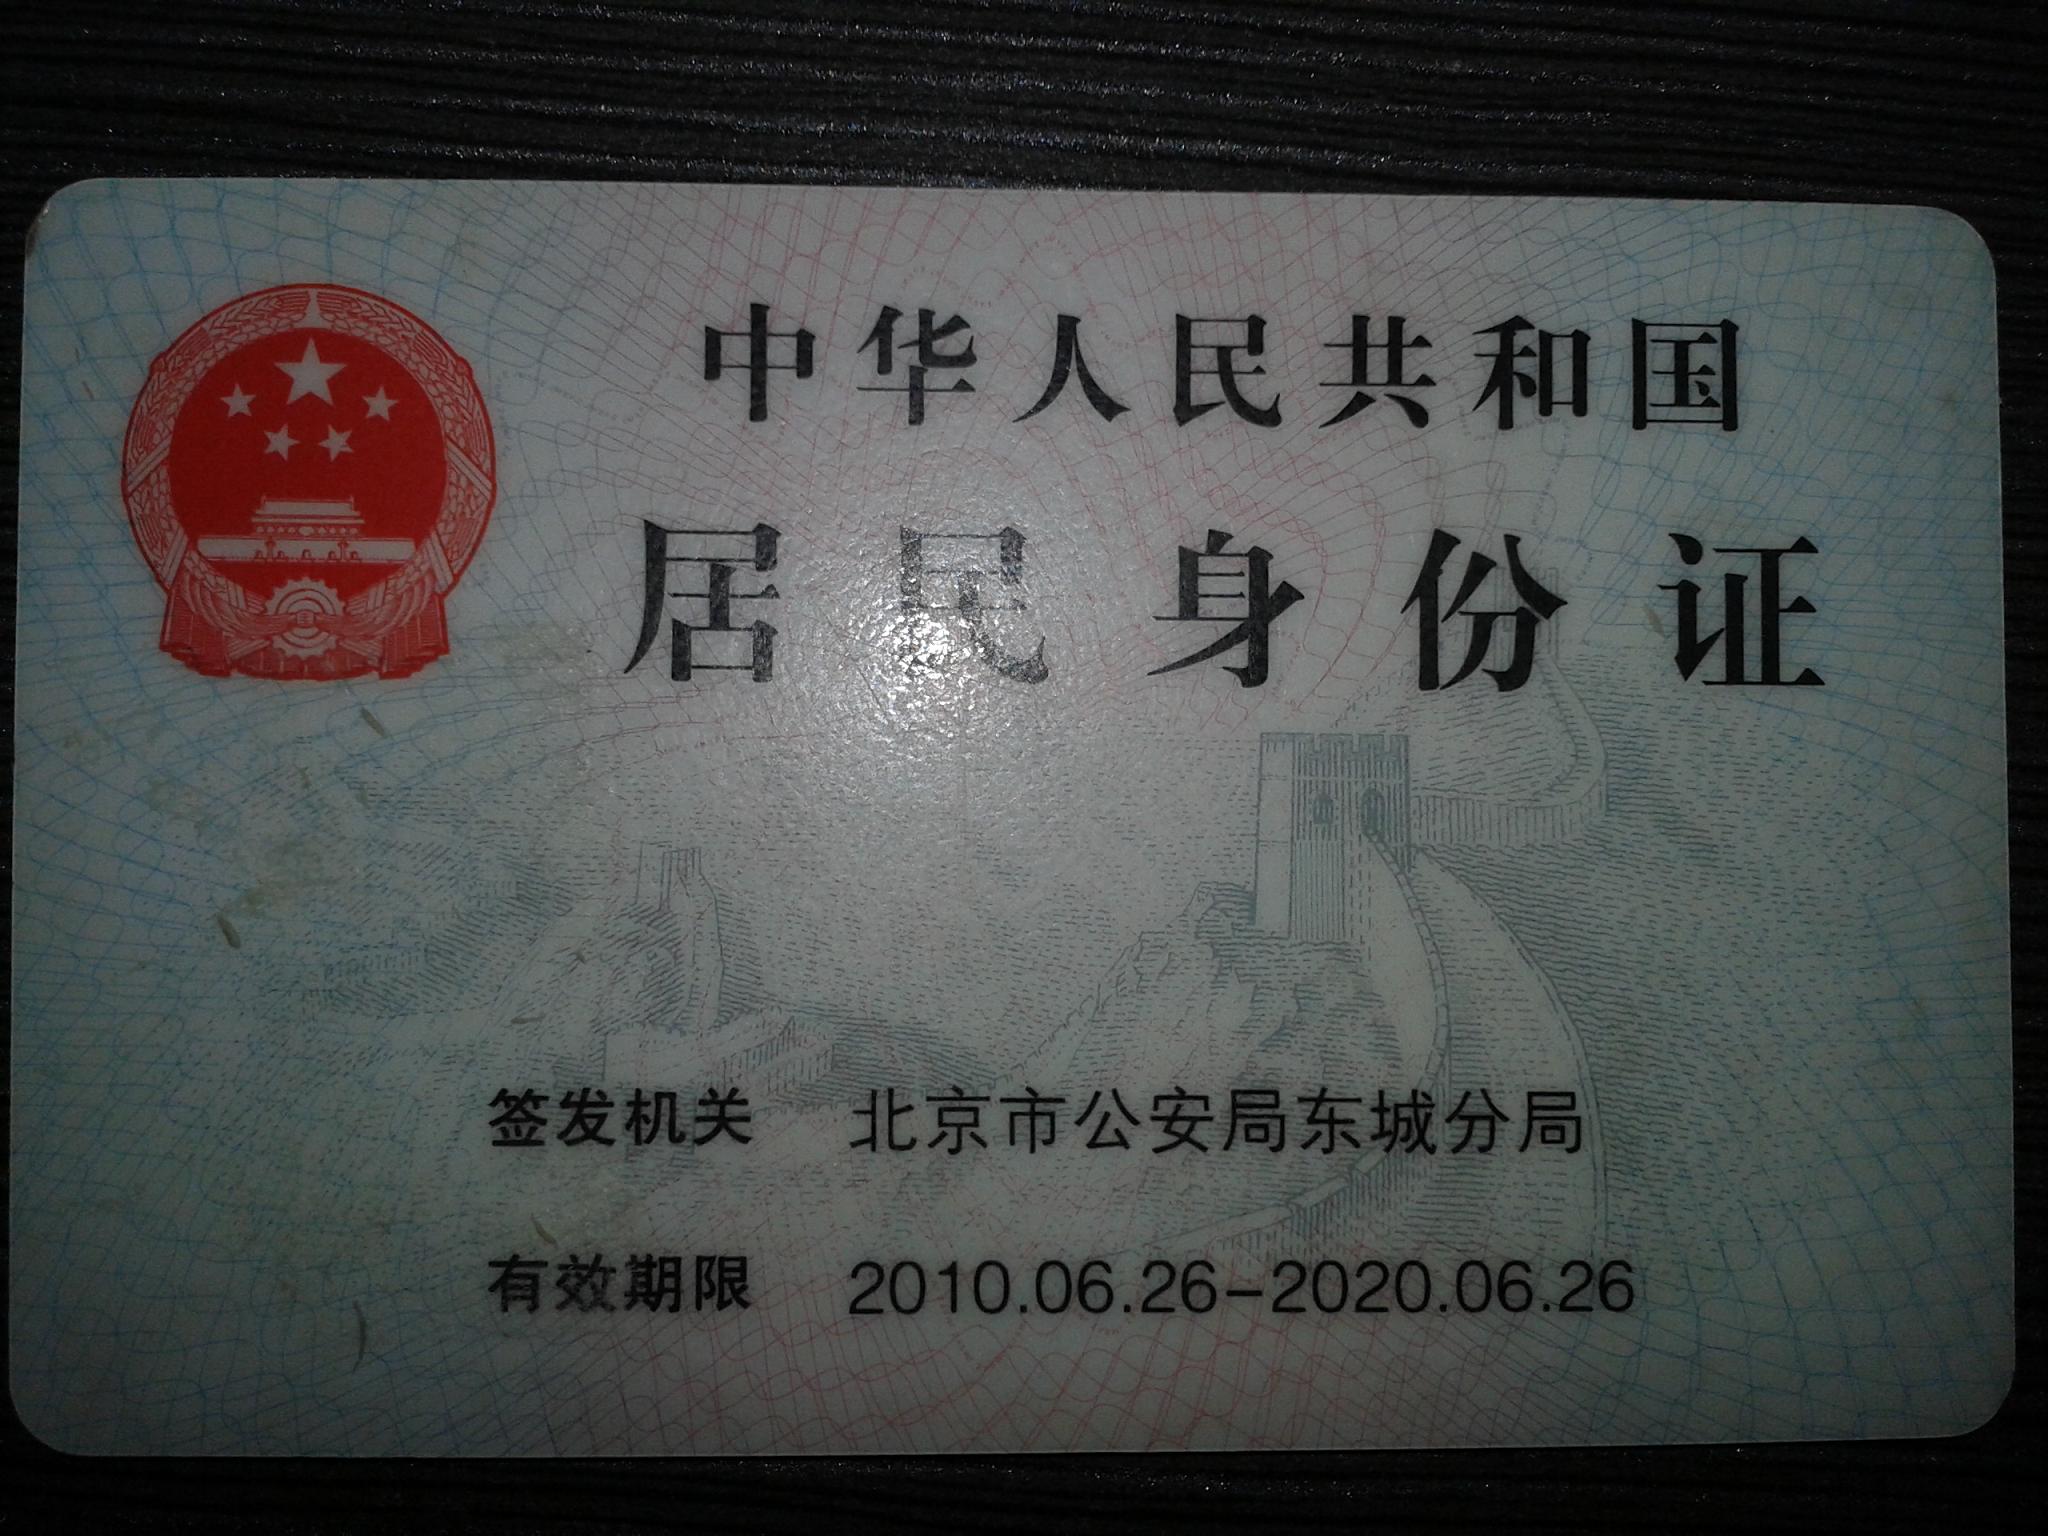 中华人民共和国
居民身份证
签发机关 北京市公安局东城分局
有效期限 2010.06.26-2020.06.26